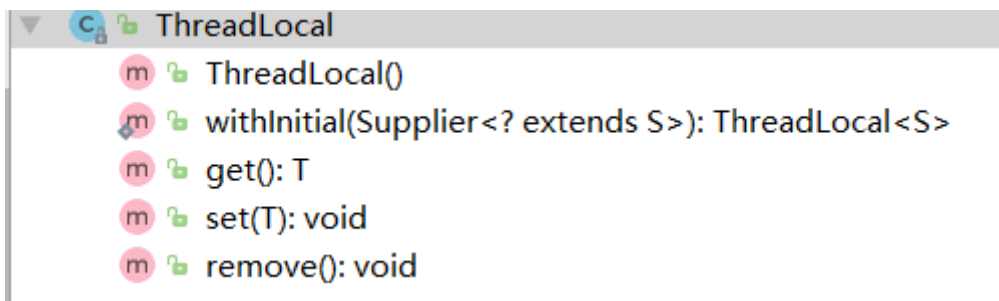 ThreadLocal
ThreadLocal()
withInitial(Supplier<? extends S>): ThreadLocal<S>
get(): T
set(T): void
remove(): void